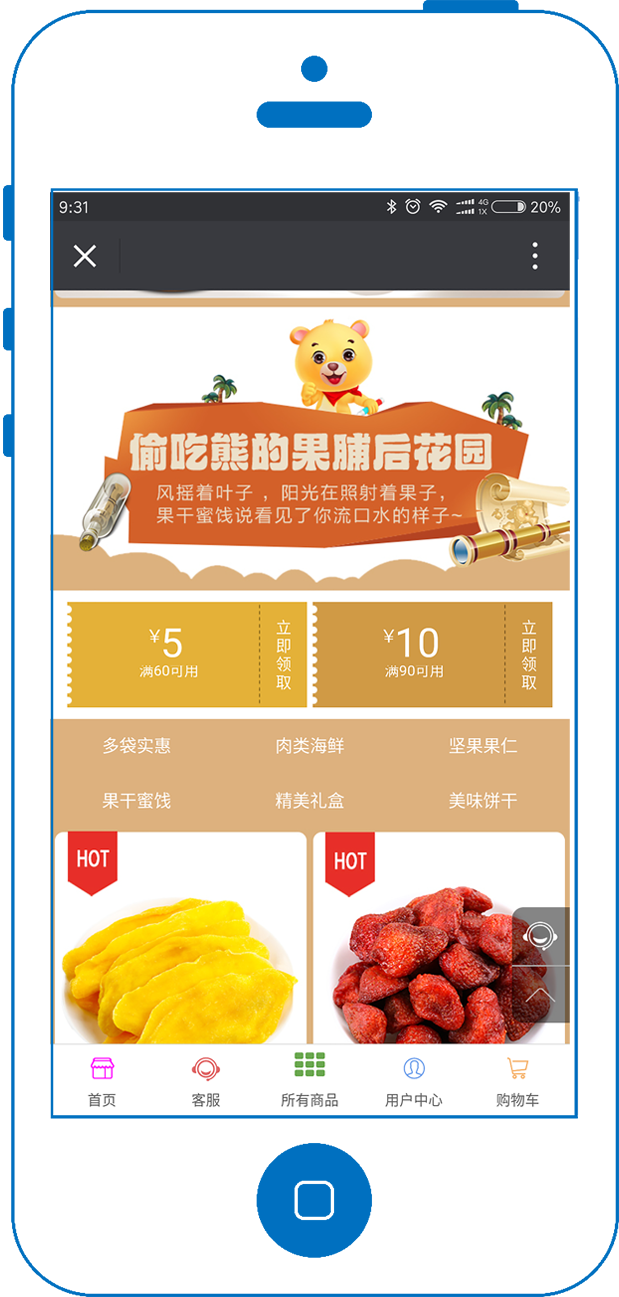 9:31
4G
1X
20%
偷吃熊的果脯后花园
风摇着叶子 ，阳光在照射着果子，
果干蜜饯说看见了你流口水的样子~
¥5
满60可用
立即领取
¥10
满90可用
立即领取
多袋实惠 肉类海鲜 坚果果仁
果干蜜饯 精美礼盒 美味饼干
HOT HOT
首页 客服 所有商品 用户中心 购物车